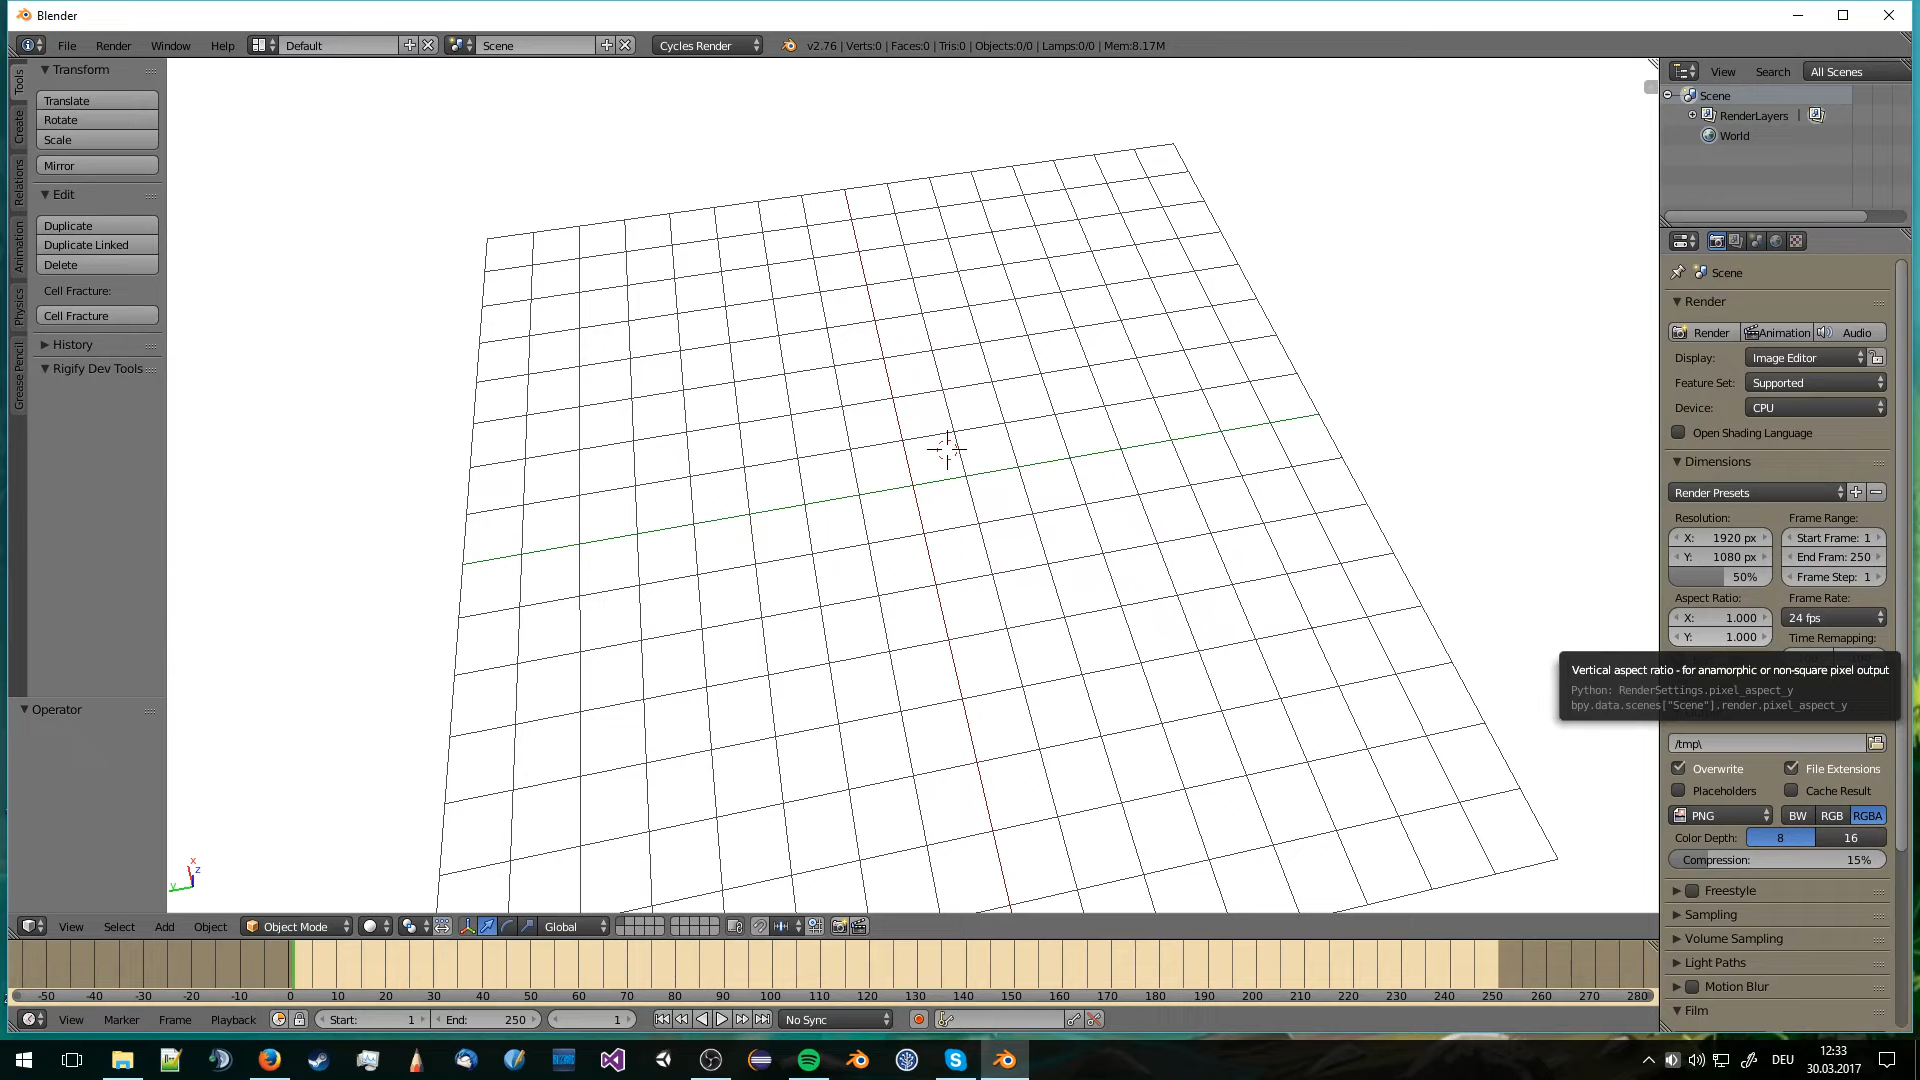 Blender
File Render Window Help Default Scene Cycles Render v2.76 | Verts:0 | Faces:0 | Tris:0 | Objects:0/0 | Lamps:0/0 | Mem:8.17M
Tools
Create
Relations
Animation
Physics
Grease Pencil
Transform
Translate
Rotate
Scale
Mirror
Edit
Duplicate
Duplicate Linked
Delete
Cell Fracture:
Cell Fracture
History
Rigify Dev Tools
Operator
x
z
y
View Search All Scenes
Scene
RenderLayers |
World
Scene
Render
Render Animation Audio
Display: Image Editor
Feature Set: Supported
Device: CPU
Open Shading Language
Dimensions
Render Presets
Resolution: Frame Range:
X: 1920 px Start Frame: 1
Y: 1080 px End Fram: 250
50% Frame Step: 1
Aspect Ratio: Frame Rate:
X: 1.000 24 fps
Y: 1.000 Time Remapping:
Vertical aspect ratio - for anamorphic or non-square pixel output
Python: RenderSettings.pixel_aspect_y
bpy.data.scenes["Scene"].render.pixel_aspect_y
/tmp\
Overwrite File Extensions
Placeholders Cache Result
PNG BW RGB RGBA
Color Depth: 8 16
Compression: 15%
Freestyle
Sampling
Volume Sampling
Light Paths
Motion Blur
Film
View Select Add Object Object Mode Global
-50 -40 -30 -20 -10 0 10 20 30 40 50 60 70 80 90 100 110 120 130 140 150 160 170 180 190 200 210 220 230 240 250 260 270 280
View Marker Frame Playback Start: 1 End: 250 1 No Sync
DEU 12:33
30.03.2017